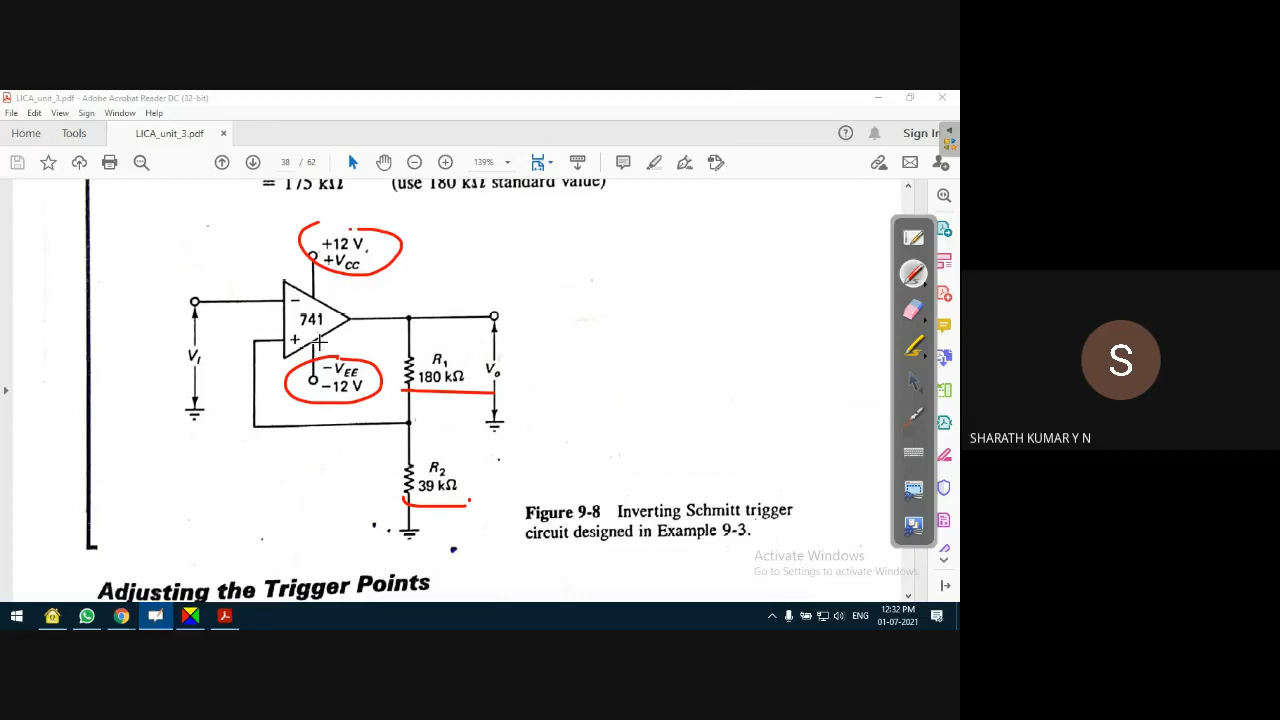 LICA_unit_3.pdf - Adobe Acrobat Reader DC (32-bit)
File Edit View Sign Window Help
Home Tools LICA_unit_3.pdf × Sign In
38 / 62 139%
= 175 kΩ (use 180 kΩ standard value)
+12 V
+VCC
−
741
+
VI
−VEE
−12 V
R1
180 kΩ
Vo
R2
39 kΩ
Figure 9-8 Inverting Schmitt trigger
circuit designed in Example 9-3.
Adjusting the Trigger Points
Activate Windows
Go to Settings to activate Windows.
ENG
12:32 PM
01-07-2021
S
SHARATH KUMAR Y N